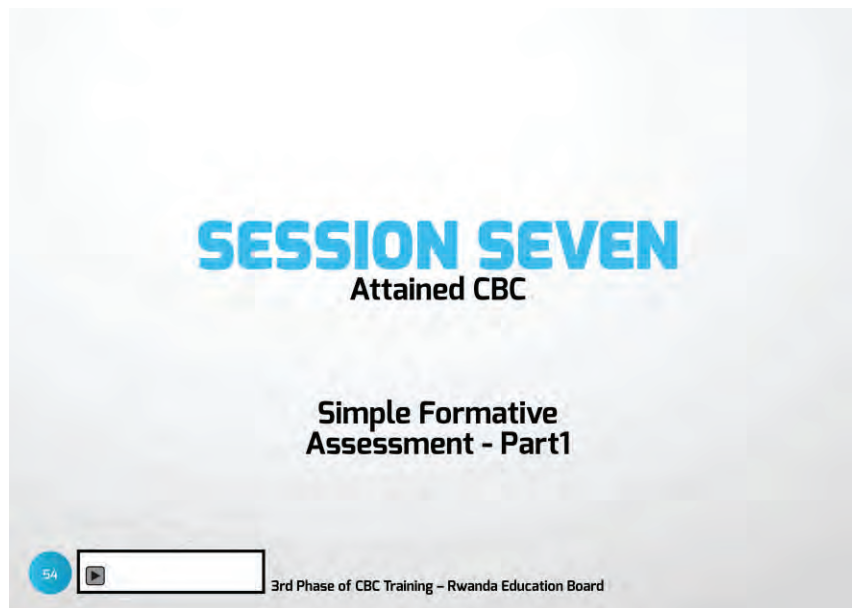 SESSION SEVEN
Attained CBC
Simple Formative
Assessment - Part1
54
3rd Phase of CBC Training – Rwanda Education Board